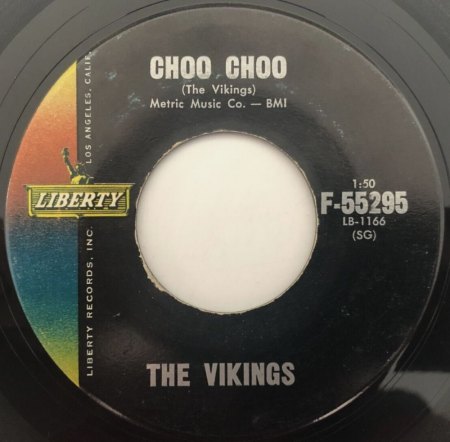 CHOO CHOO
(The Vikings)
Metric Music Co. — BMI
LIBERTY
LIBERTY RECORDS, INC. LOS ANGELES, CALIF.
1:50
F-55295
LB-1166
(SG)
THE VIKINGS